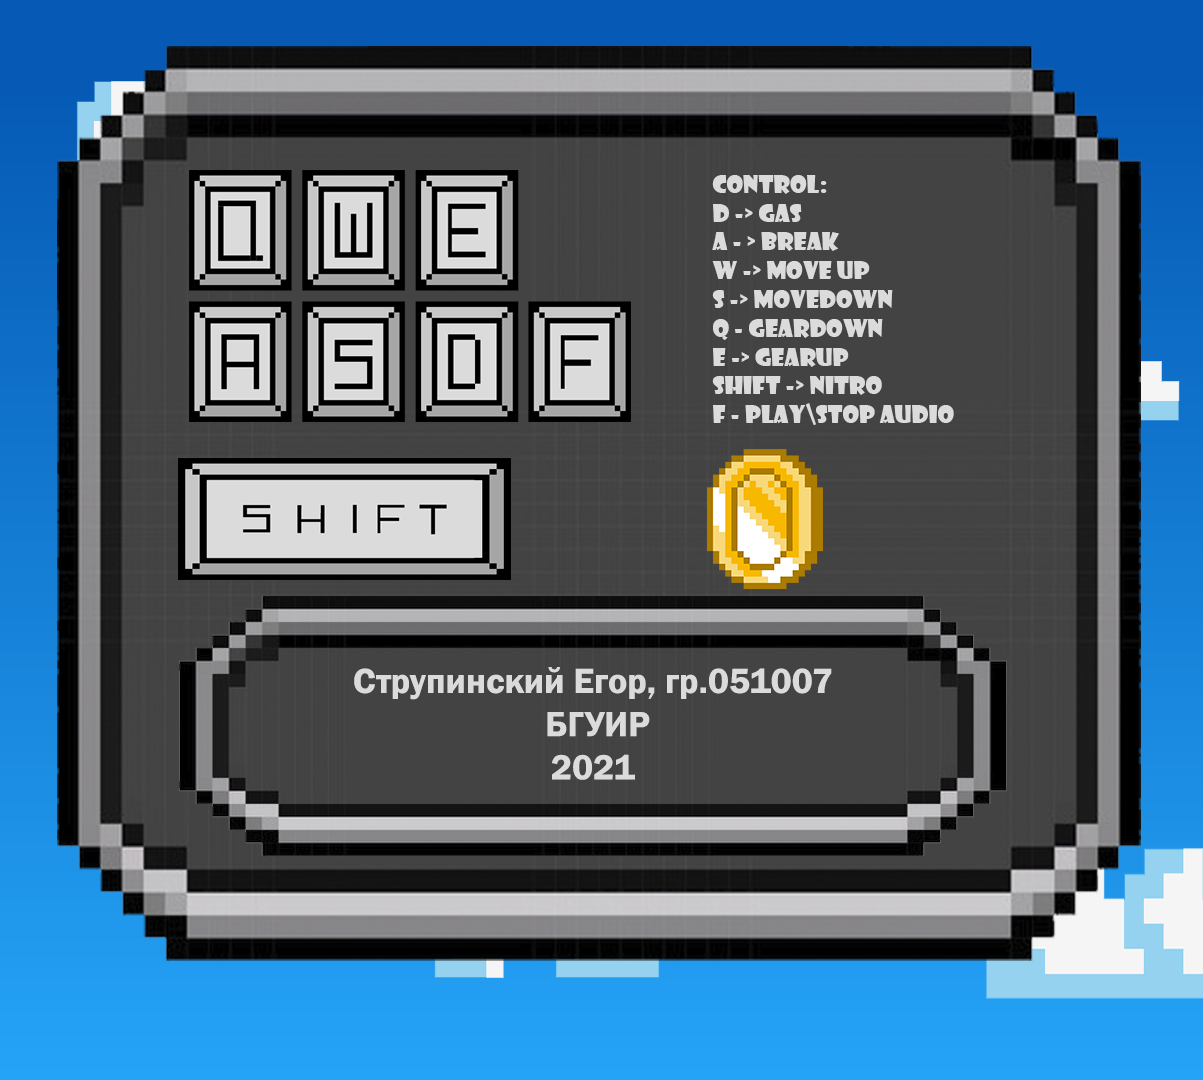 Q W E
A S D F
SHIFT
CONTROL:
D -> GAS
A - > BREAK
W -> MOVE UP
S -> MOVEDOWN
Q - GEARDOWN
E -> GEARUP
SHIFT -> NITRO
F - PLAY\STOP AUDIO
Струпинский Егор, гр.051007
БГУИР
2021